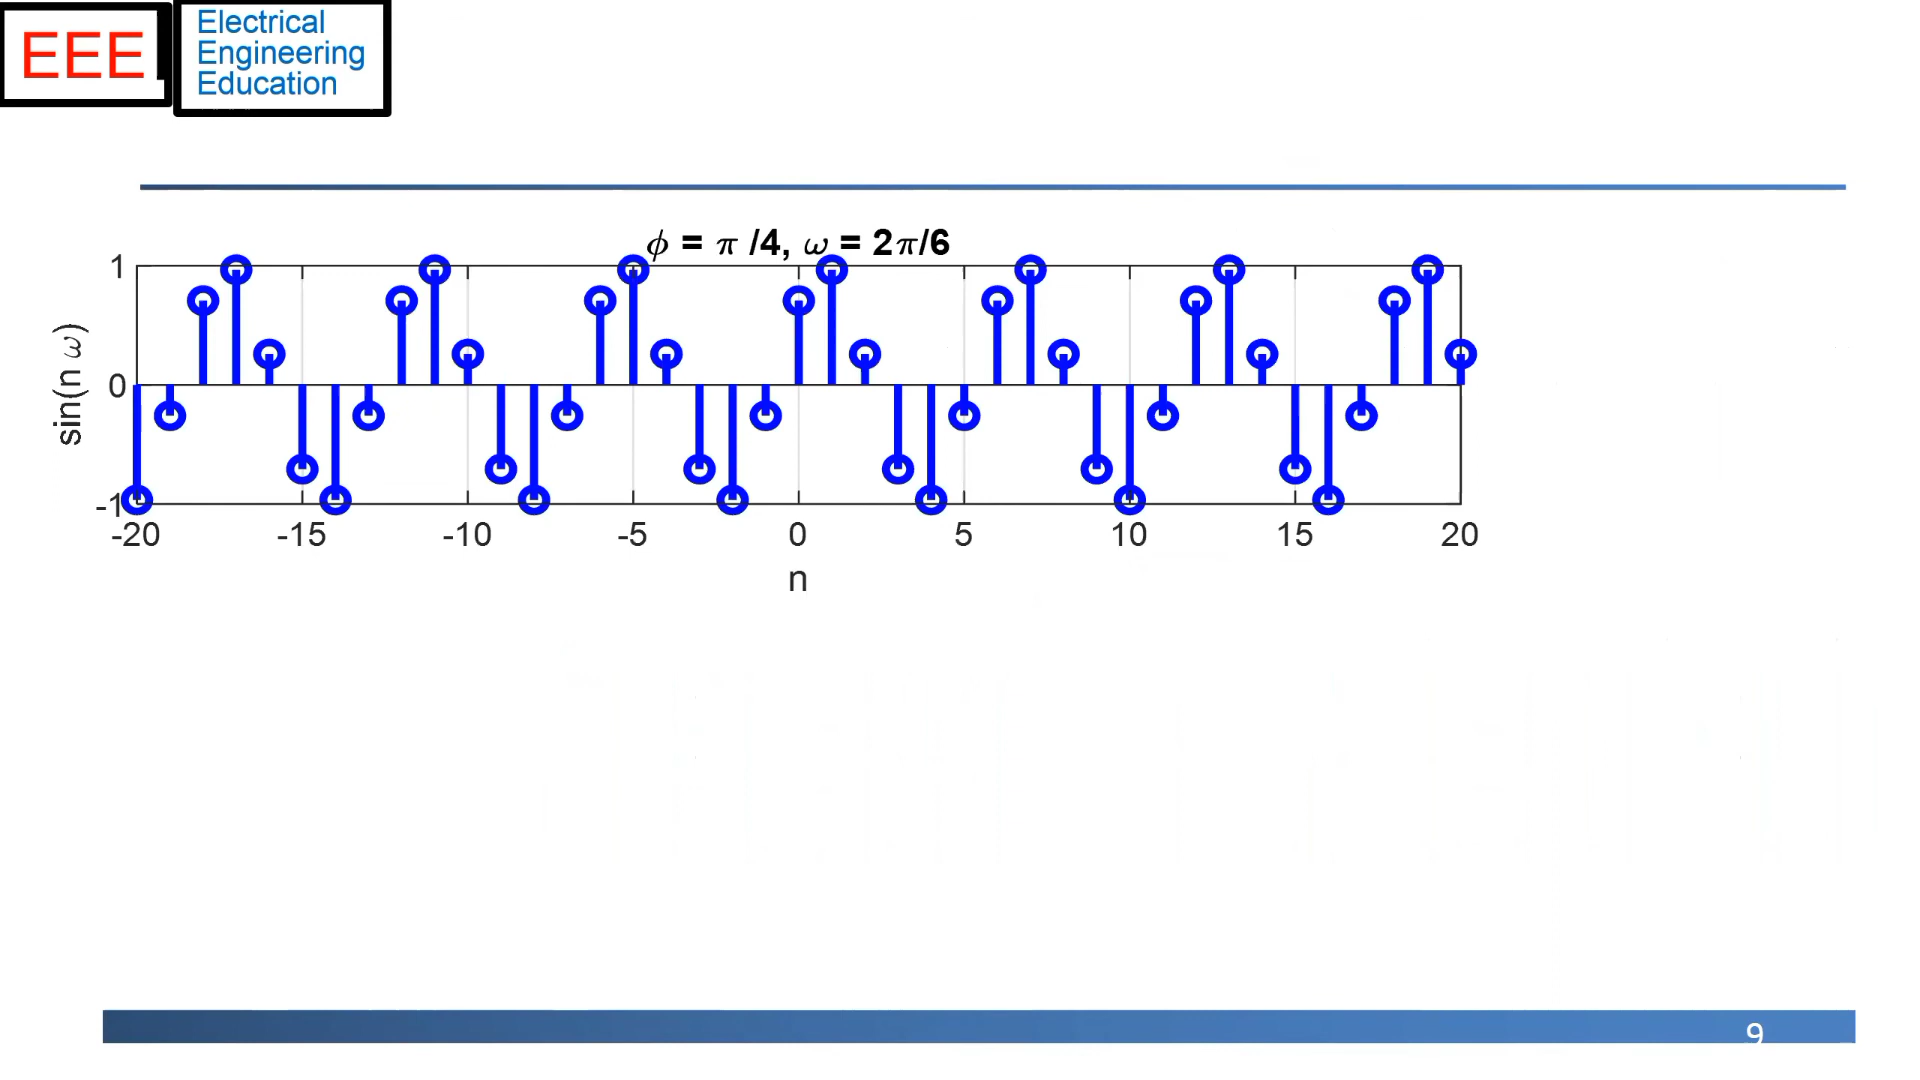 EEE
Electrical
Engineering
Education
ϕ = π /4, ω = 2π/6
sin(n ω)
1
0
-1
-20 -15 -10 -5 0 5 10 15 20
n
9